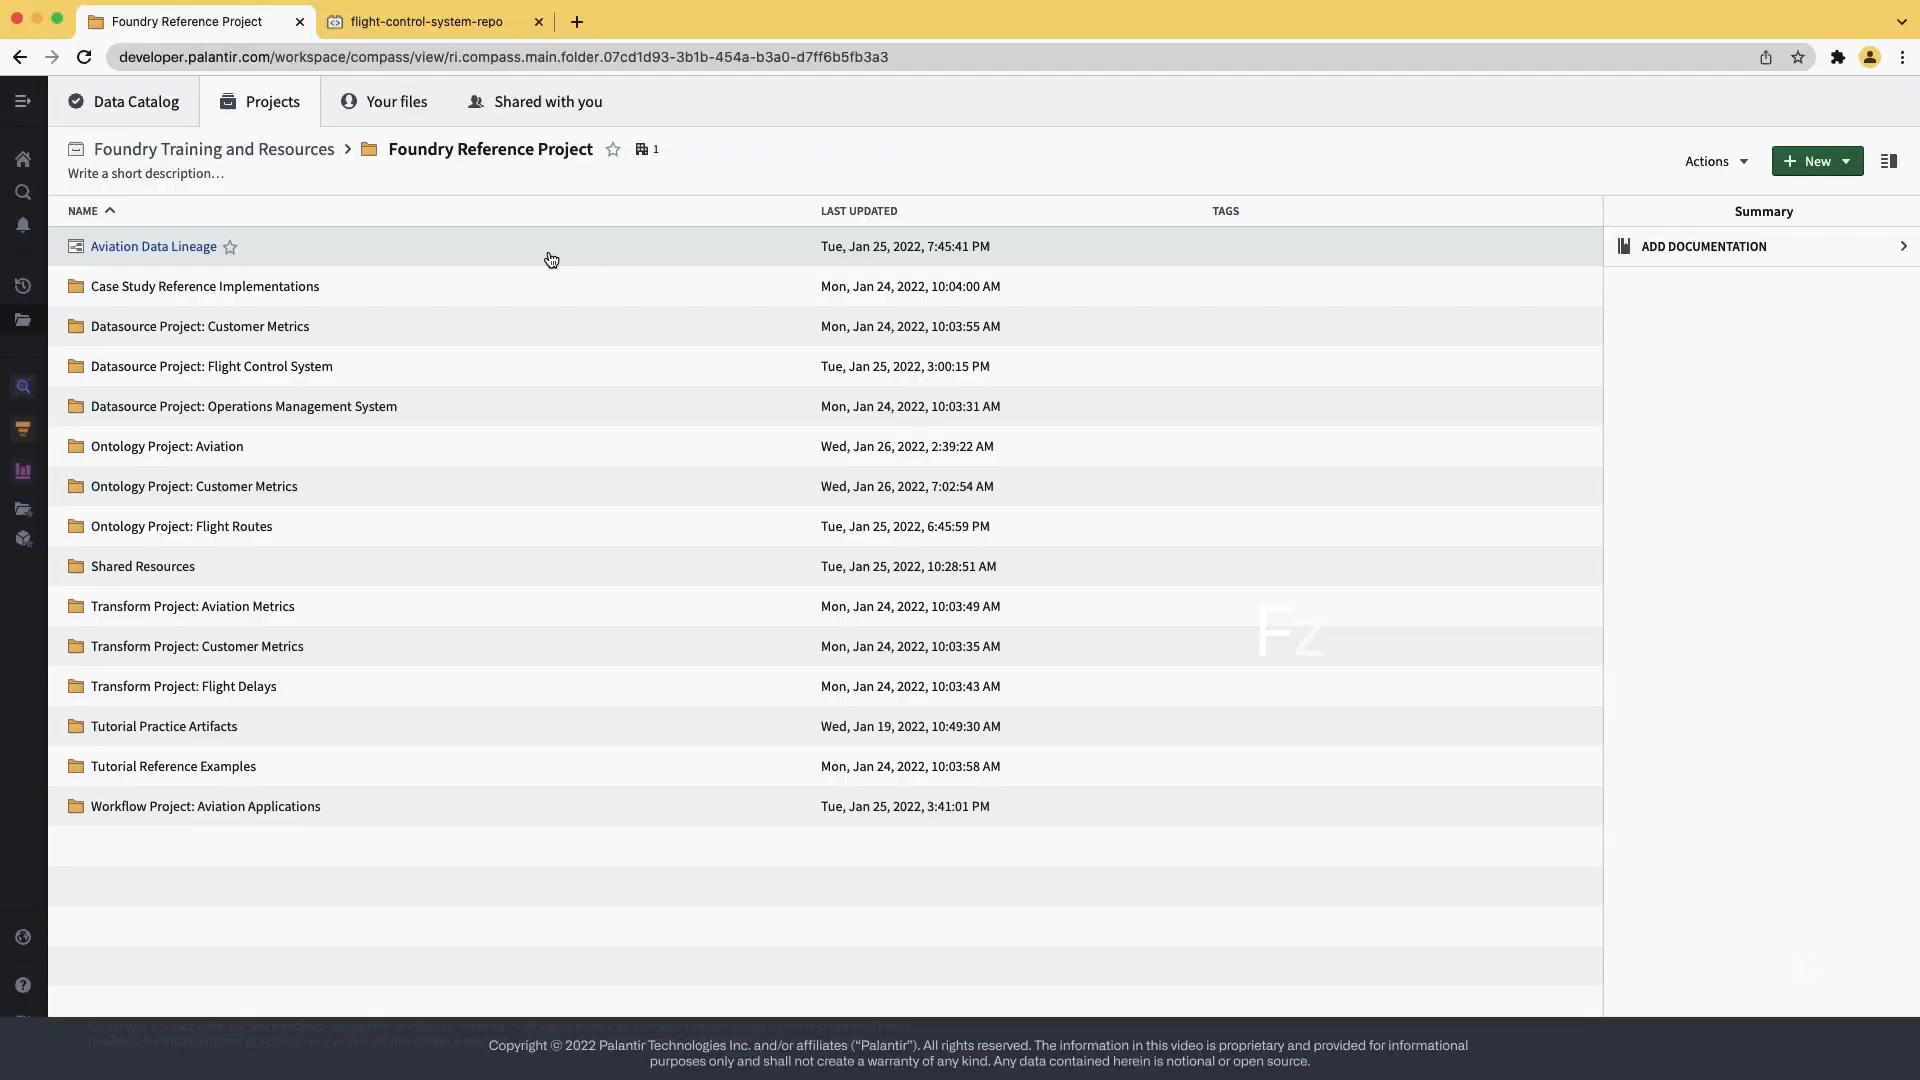 Foundry Reference Project
flight-control-system-repo
developer.palantir.com/workspace/compass/view/ri.compass.main.folder.07cd1d93-3b1b-454a-b3a0-d7ff6b5fb3a3
Data Catalog
Projects
Your files
Shared with you
Foundry Training and Resources > Foundry Reference Project 1
Write a short description…
Actions
+ New
NAME LAST UPDATED TAGS
Summary
Aviation Data Lineage Tue, Jan 25, 2022, 7:45:41 PM
ADD DOCUMENTATION
Case Study Reference Implementations Mon, Jan 24, 2022, 10:04:00 AM
Datasource Project: Customer Metrics Mon, Jan 24, 2022, 10:03:55 AM
Datasource Project: Flight Control System Tue, Jan 25, 2022, 3:00:15 PM
Datasource Project: Operations Management System Mon, Jan 24, 2022, 10:03:31 AM
Ontology Project: Aviation Wed, Jan 26, 2022, 2:39:22 AM
Ontology Project: Customer Metrics Wed, Jan 26, 2022, 7:02:54 AM
Ontology Project: Flight Routes Tue, Jan 25, 2022, 6:45:59 PM
Shared Resources Tue, Jan 25, 2022, 10:28:51 AM
Transform Project: Aviation Metrics Mon, Jan 24, 2022, 10:03:49 AM
Fz
Transform Project: Customer Metrics Mon, Jan 24, 2022, 10:03:35 AM
Transform Project: Flight Delays Mon, Jan 24, 2022, 10:03:43 AM
Tutorial Practice Artifacts Wed, Jan 19, 2022, 10:49:30 AM
Tutorial Reference Examples Mon, Jan 24, 2022, 10:03:58 AM
Workflow Project: Aviation Applications Tue, Jan 25, 2022, 3:41:01 PM
Copyright © 2022 Palantir Technologies Inc. and/or affiliates (“Palantir”). All rights reserved. The information in this video is proprietary and provided for informational
purposes only and shall not create a warranty of any kind. Any data contained herein is notional or open source.